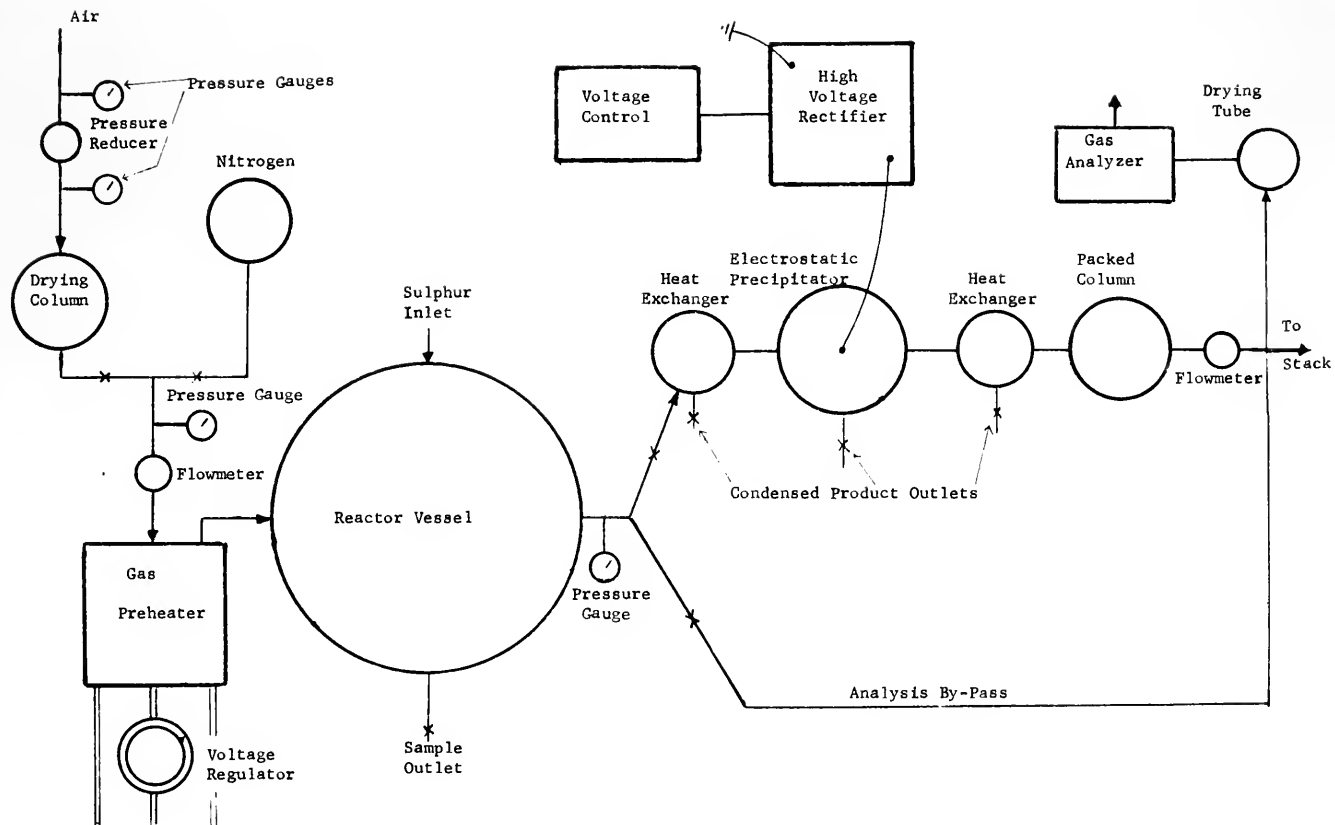 Air
Pressure Gauges
Pressure
Reducer
Nitrogen
Drying
Column
Pressure Gauge
Flowmeter
Gas
Preheater
Voltage
Regulator
Sulphur
Inlet
Reactor Vessel
Sample
Outlet
Pressure
Gauge
Voltage
Control
High
Voltage
Rectifier
Heat
Exchanger
Electrostatic
Precipitator
Heat
Exchanger
Packed
Column
Flowmeter
To
Stack
Gas
Analyzer
Drying
Tube
Condensed Product Outlets
Analysis By-Pass